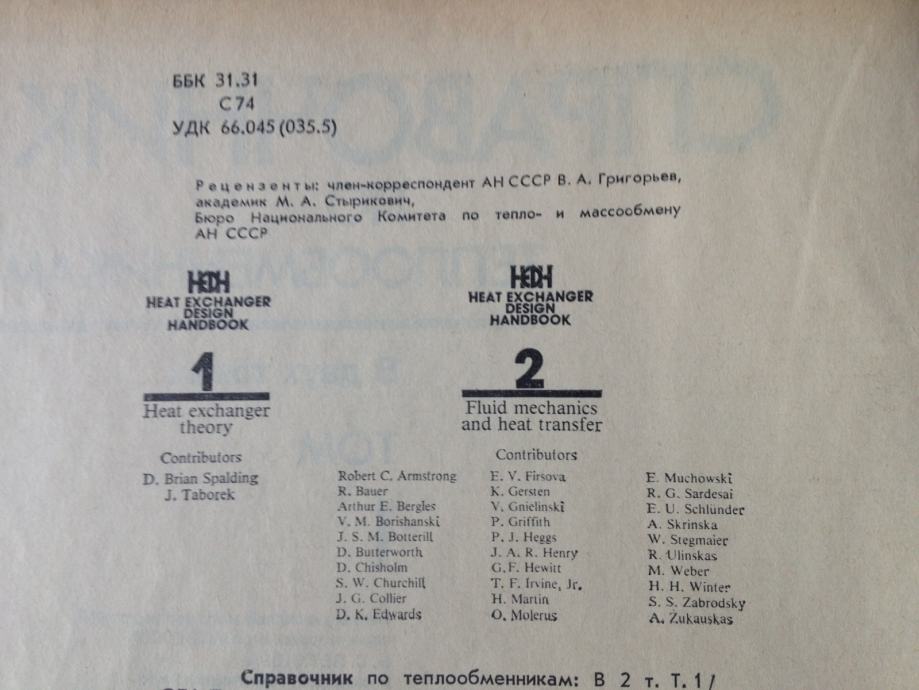 ББК 31.31
С 74
УДК 66.045 (035.5)
Рецензенты: член-корреспондент АН СССР В. А. Григорьев,
академик М. А. Стырикович,
Бюро Национального Комитета по тепло- и массообмену
АН СССР
HEDH
HEAT EXCHANGER
DESIGN
HANDBOOK
1
Heat exchanger
theory
Contributors
D. Brian Spalding
J. Taborek
HEDH
HEAT EXCHANGER
DESIGN
HANDBOOK
2
Fluid mechanics
and heat transfer
Contributors
Robert C. Armstrong
R. Bauer
Arthur E. Bergles
V. M. Borishanski
J. S. M. Botterill
D. Butterworth
D. Chisholm
S. W. Churchill
J. G. Collier
D. K. Edwards
E. V. Firsova
K. Gersten
V. Gnielinski
P. Griffith
P. J. Heggs
J. A. R. Henry
G. F. Hewitt
T. F. Irvine, Jr.
H. Martin
O. Molerus
E. Muchowski
R. G. Sardesai
E. U. Schlünder
A. Skrinska
W. Stegmaier
R. Ulinskas
M. Weber
H. H. Winter
S. S. Zabrodsky
A. Žukauskas
Справочник по теплообменникам: В 2 т. Т. 1/